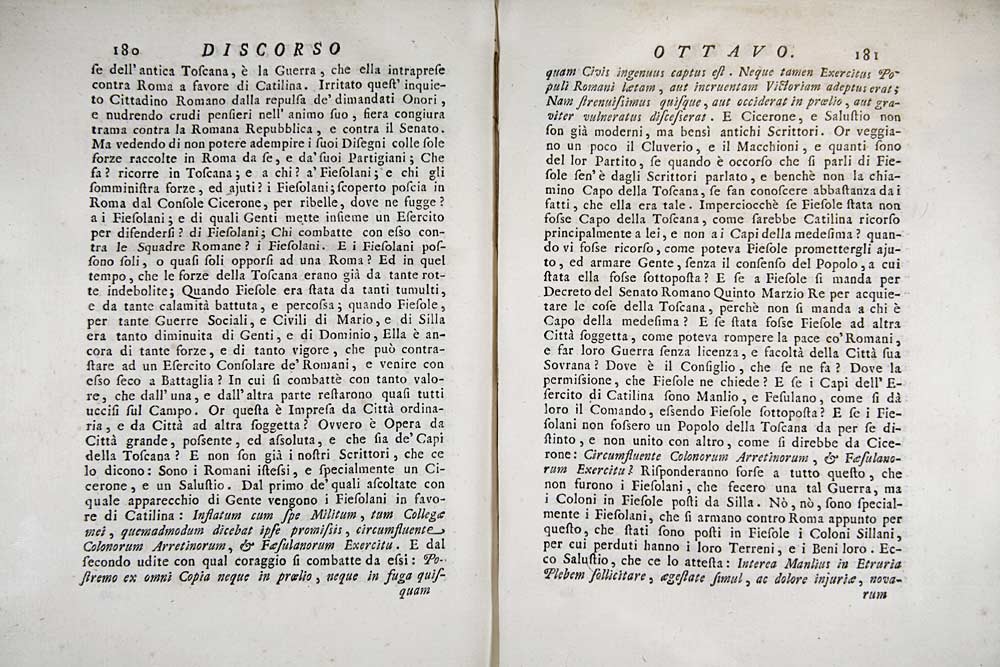 180 DISCORSO
ſe dell'antica Toſcana, è la Guerra, che ella intrapreſe
contra Roma a favore di Catilina. Irritato queſt' inquie-
to Cittadino Romano dalla repulſa de' dimandati Onori,
e nudrendo crudi penſieri nell' animo ſuo, fiera congiura
trama contra la Romana Repubblica, e contra il Senato.
Ma vedendo di non potere adempire i ſuoi Diſegni colle ſole
forze raccolte in Roma da ſe, e da' ſuoi Partigiani; Che
fa? ricorre in Toſcana; e a chi? a' Fieſolani; e chi gli
ſomminiſtra forze, ed ajuti? i Fieſolani; ſcoperto poſcia in
Roma dal Conſole Cicerone, per ribelle, dove ne fugge?
a i Fieſolani; e di quali Genti mette inſieme un Eſercito
per difenderſi? di Fieſolani; Chi combatte con eſſo con-
tra le Squadre Romane? i Fieſolani. E i Fieſolani poſ-
ſono ſoli, o quaſi ſoli opporſi ad una Roma? Ed in quel
tempo, che le forze della Toſcana erano già da tante rot-
te indebolite; Quando Fieſole era ſtata da tanti tumulti,
e da tante calamità battuta, e percoſſa; quando Fieſole,
per tante Guerre Sociali, e Civili di Mario, e di Silla
era tanto diminuita di Genti, e di Dominio, Ella è an-
cora di tante forze, e di tanto vigore, che può contra-
ſtare ad un Eſercito Conſolare de' Romani, e venire con
eſſo ſeco a Battaglia? In cui ſi combattè con tanto valo-
re, che dall'una, e dall'altra parte reſtarono quaſi tutti
ucciſi ſul Campo. Or queſta è Impreſa da Città ordina-
ria, e da Città ad altra ſoggetta? Ovvero è Opera da
Città grande, poſſente, ed aſſoluta, e che ſia de' Capi
della Toſcana? E non ſon già i noſtri Scrittori, che ce
lo dicono: Sono i Romani iſteſſi, e ſpecialmente un Ci-
cerone, e un Saluſtio. Dal primo de' quali aſcoltate con
quale apparecchio di Gente vengono i Fieſolani in favo-
re di Catilina: Inflatum cum ſpe Militum, tum Collegæ
mei, quemadmodum dicebat ipſe promiſſis, circumfluente
Colonorum Arretinorum, & Fæſulanorum Exercitu. E dal
ſecondo udite con qual coraggio ſi combatte da eſſi: Po-
ſtremo ex omni Copia neque in prælio, neque in fuga quiſ-
quam
OTTAVO. 181
quam Civis ingenuus captus eſt. Neque tamen Exercitus Po-
puli Romani lætam, aut incruentam Victoriam adeptus erat;
Nam ſtrenuiſſimus quiſque, aut occiderat in prælio, aut gra-
viter vulneratus diſceſſerat. E Cicerone, e Saluſtio non
ſon già moderni, ma bensì antichi Scrittori. Or veggia-
no un poco il Cluverio, e il Macchioni, e quanti ſono
del lor Partito, ſe quando è occorſo che ſi parli di Fie-
ſole ſen'è dagli Scrittori parlato, e benchè non la chia-
mino Capo della Toſcana, ſe fan conoſcere abbaſtanza da i
fatti, che ella era tale. Imperciocchè ſe Fieſole ſtata non
foſſe Capo della Toſcana, come ſarebbe Catilina ricorſo
principalmente a lei, e non a i Capi della medeſima? quan-
do vi foſſe ricorſo, come poteva Fieſole promettergli aju-
to, ed armare Gente, ſenza il conſenſo del Popolo, a cui
ſtata ella foſſe ſottopoſta? E ſe a Fieſole ſi manda per
Decreto del Senato Romano Quinto Marzio Re per acquie-
tare le coſe della Toſcana, perchè non ſi manda a chi è
Capo della medeſima? E ſe ſtata foſſe Fieſole ad altra
Città ſoggetta, come poteva rompere la pace co' Romani,
e far loro Guerra ſenza licenza, e facoltà della Città ſua
Sovrana? Dove è il Conſiglio, che ſe ne fa? Dove la
permiſſione, che Fieſole ne chiede? E ſe i Capi dell' E-
ſercito di Catilina ſono Manlio, e Feſulano, come ſi dà
loro il Comando, eſſendo Fieſole ſottopoſta? E ſe i Fie-
ſolani non foſſero un Popolo della Toſcana da per ſe di-
ſtinto, e non unito con altro, come ſi direbbe da Cice-
rone: Circumfluente Colonorum Arretinorum, & Fæſulano-
rum Exercitu? Riſponderanno forſe a tutto queſto, che
non furono i Fieſolani, che fecero una tal Guerra, ma
i Coloni in Fieſole poſti da Silla. Nò, nò, ſono ſpecial-
mente i Fieſolani, che ſi armano contro Roma appunto per
queſto, che ſtati ſono poſti in Fieſole i Coloni Sillani,
per cui perduti hanno i loro Terreni, e i Beni loro. Ec-
co Saluſtio, che ce lo atteſta: Interea Manlius in Etruria
Plebem ſollicitare, ægeſtate ſimul, ac dolore injuriæ, nova-
rum